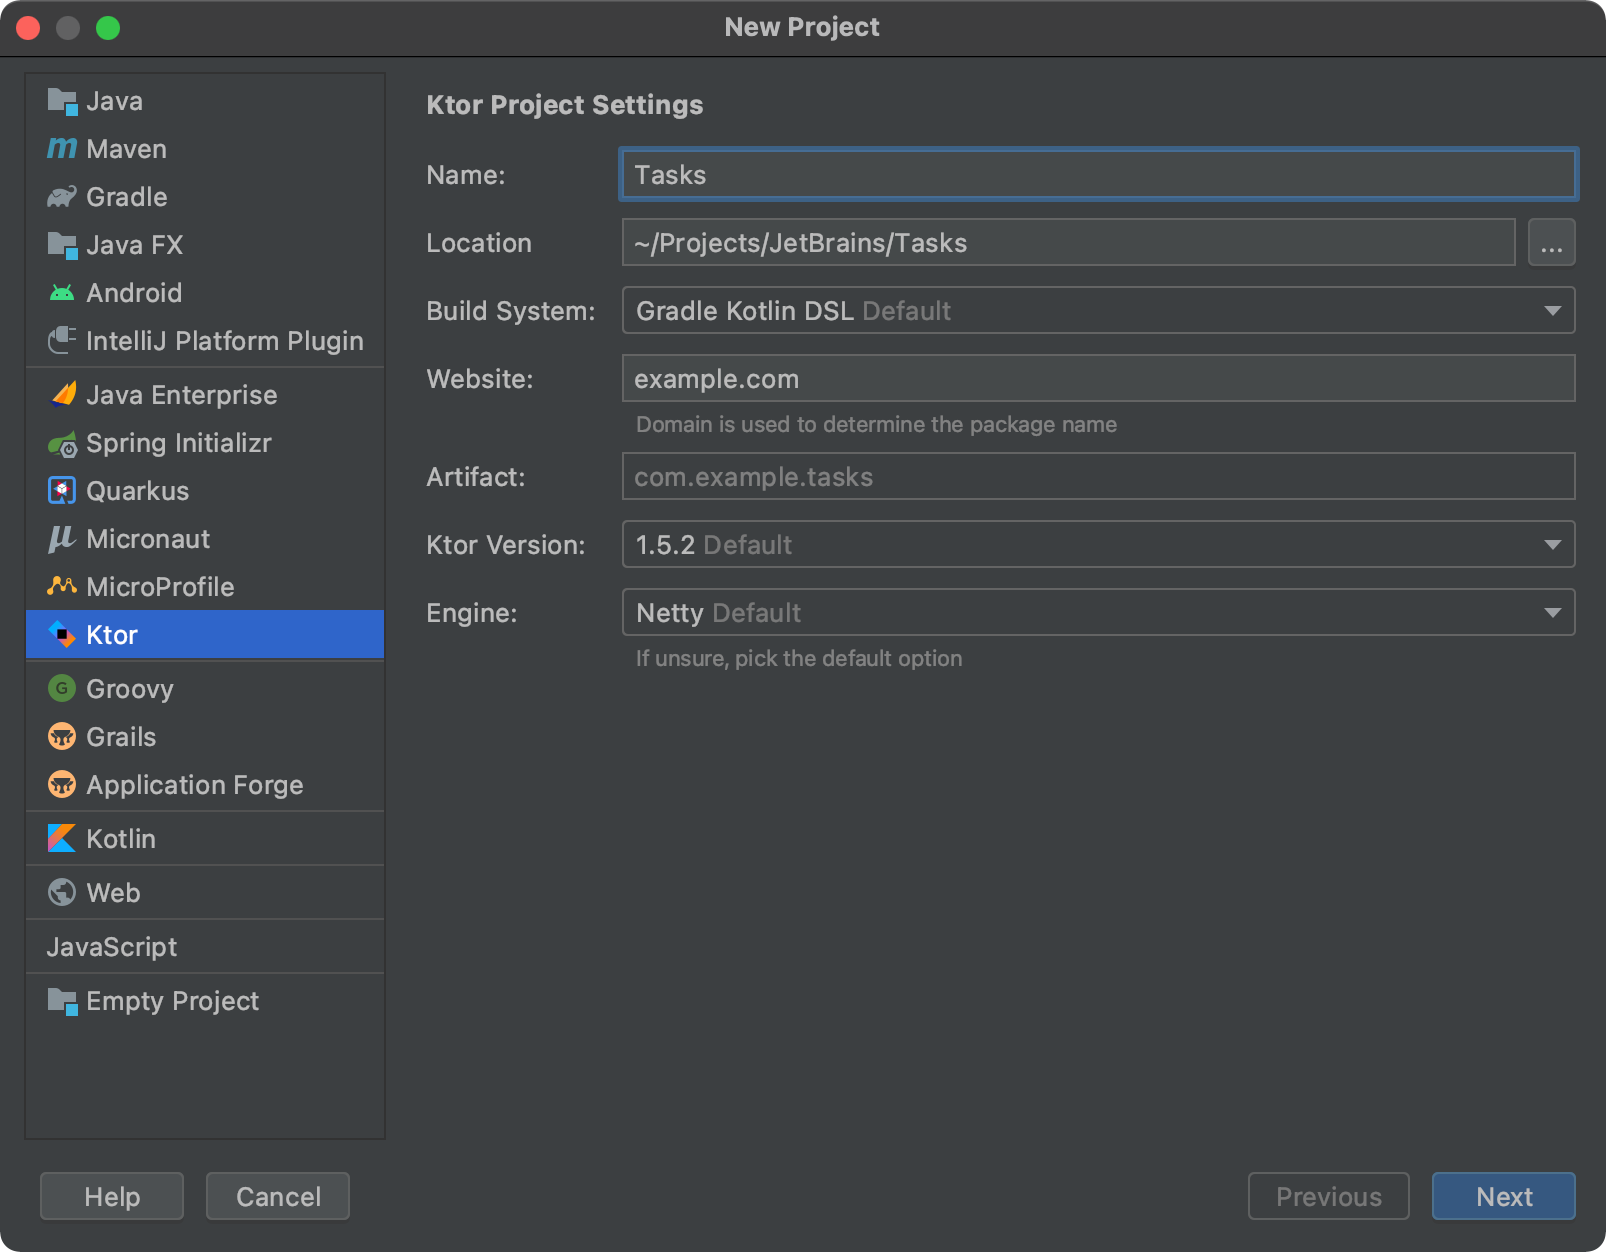 New Project
Java
Maven
Gradle
Java FX
Android
IntelliJ Platform Plugin
Java Enterprise
Spring Initializr
Quarkus
Micronaut
MicroProfile
Ktor
G Groovy
Grails
Application Forge
Kotlin
Web
JavaScript
Empty Project
Ktor Project Settings
Name: Tasks
Location ~/Projects/JetBrains/Tasks ...
Build System: Gradle Kotlin DSL Default
Website: example.com
Domain is used to determine the package name
Artifact: com.example.tasks
Ktor Version: 1.5.2 Default
Engine: Netty Default
If unsure, pick the default option
Help Cancel Previous Next